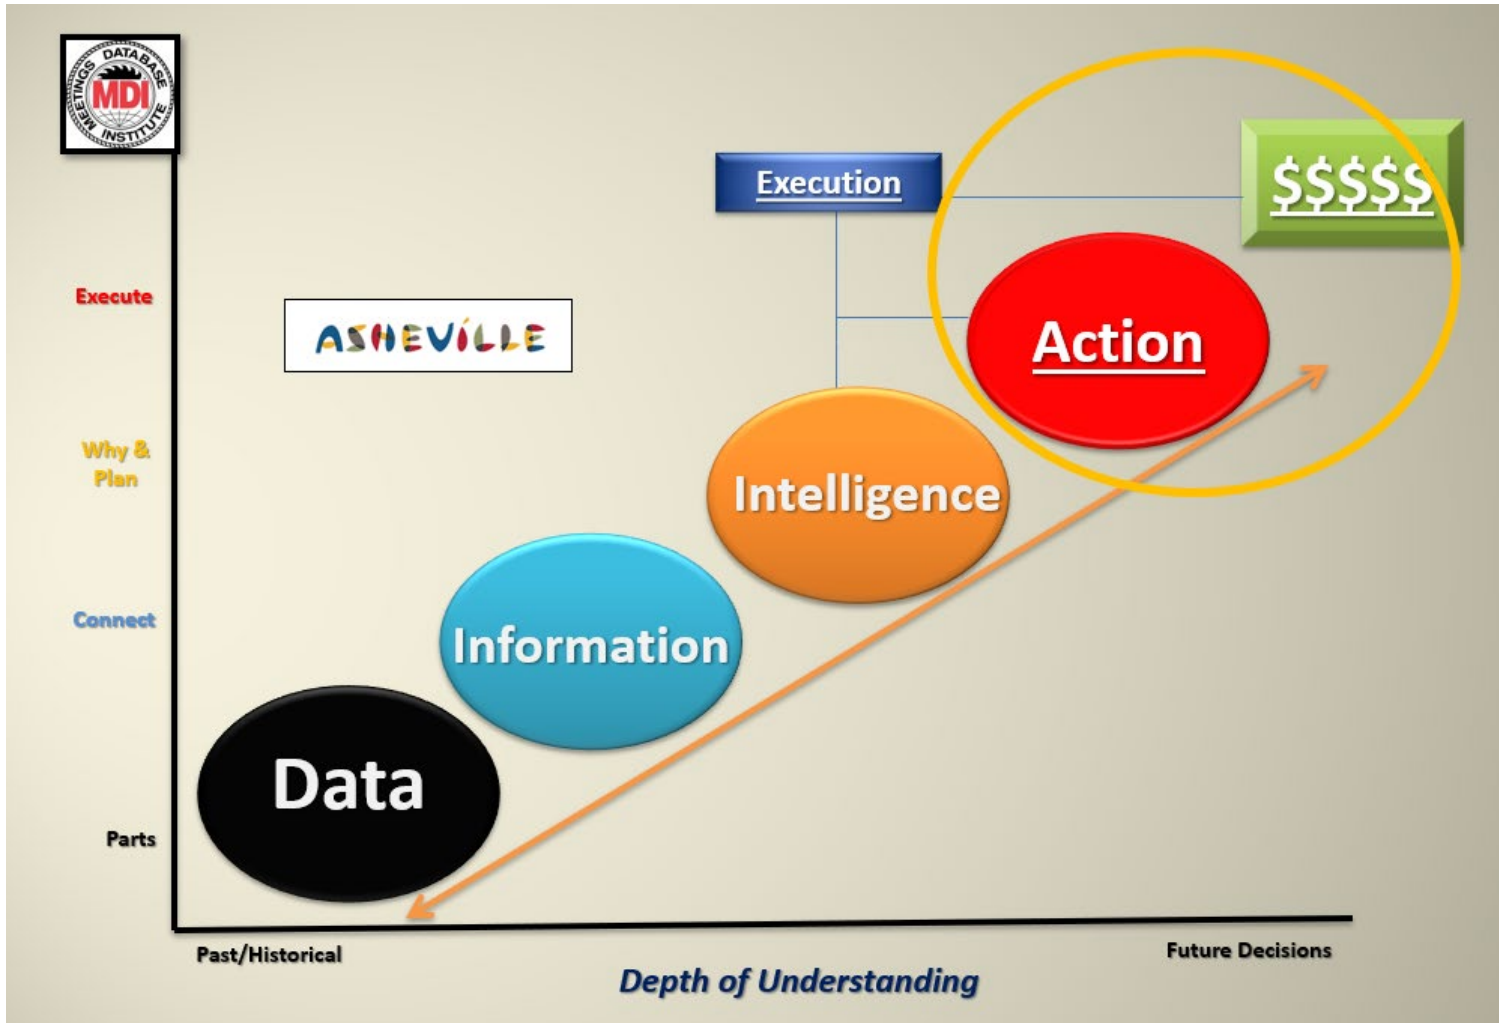 MEETINGS DATABASE INSTITUTE
MDI
Execution
$$$$$
Execute
ASHEVILLE
Action
Why &
Plan
Intelligence
Connect
Information
Data
Parts
Past/Historical
Future Decisions
Depth of Understanding